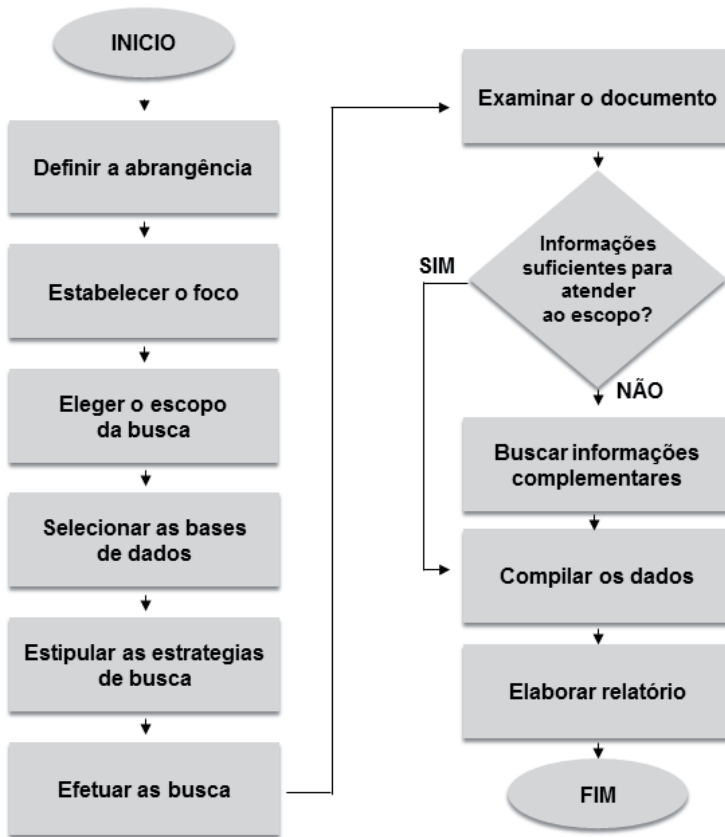 INICIO
Definir a abrangência
Estabelecer o foco
Eleger o escopo
da busca
Selecionar as bases
de dados
Estipular as estrategias
de busca
Efetuar as busca
Examinar o documento
Informações
suficientes para
atender
ao escopo?
SIM
NÃO
Buscar informações
complementares
Compilar os dados
Elaborar relatório
FIM